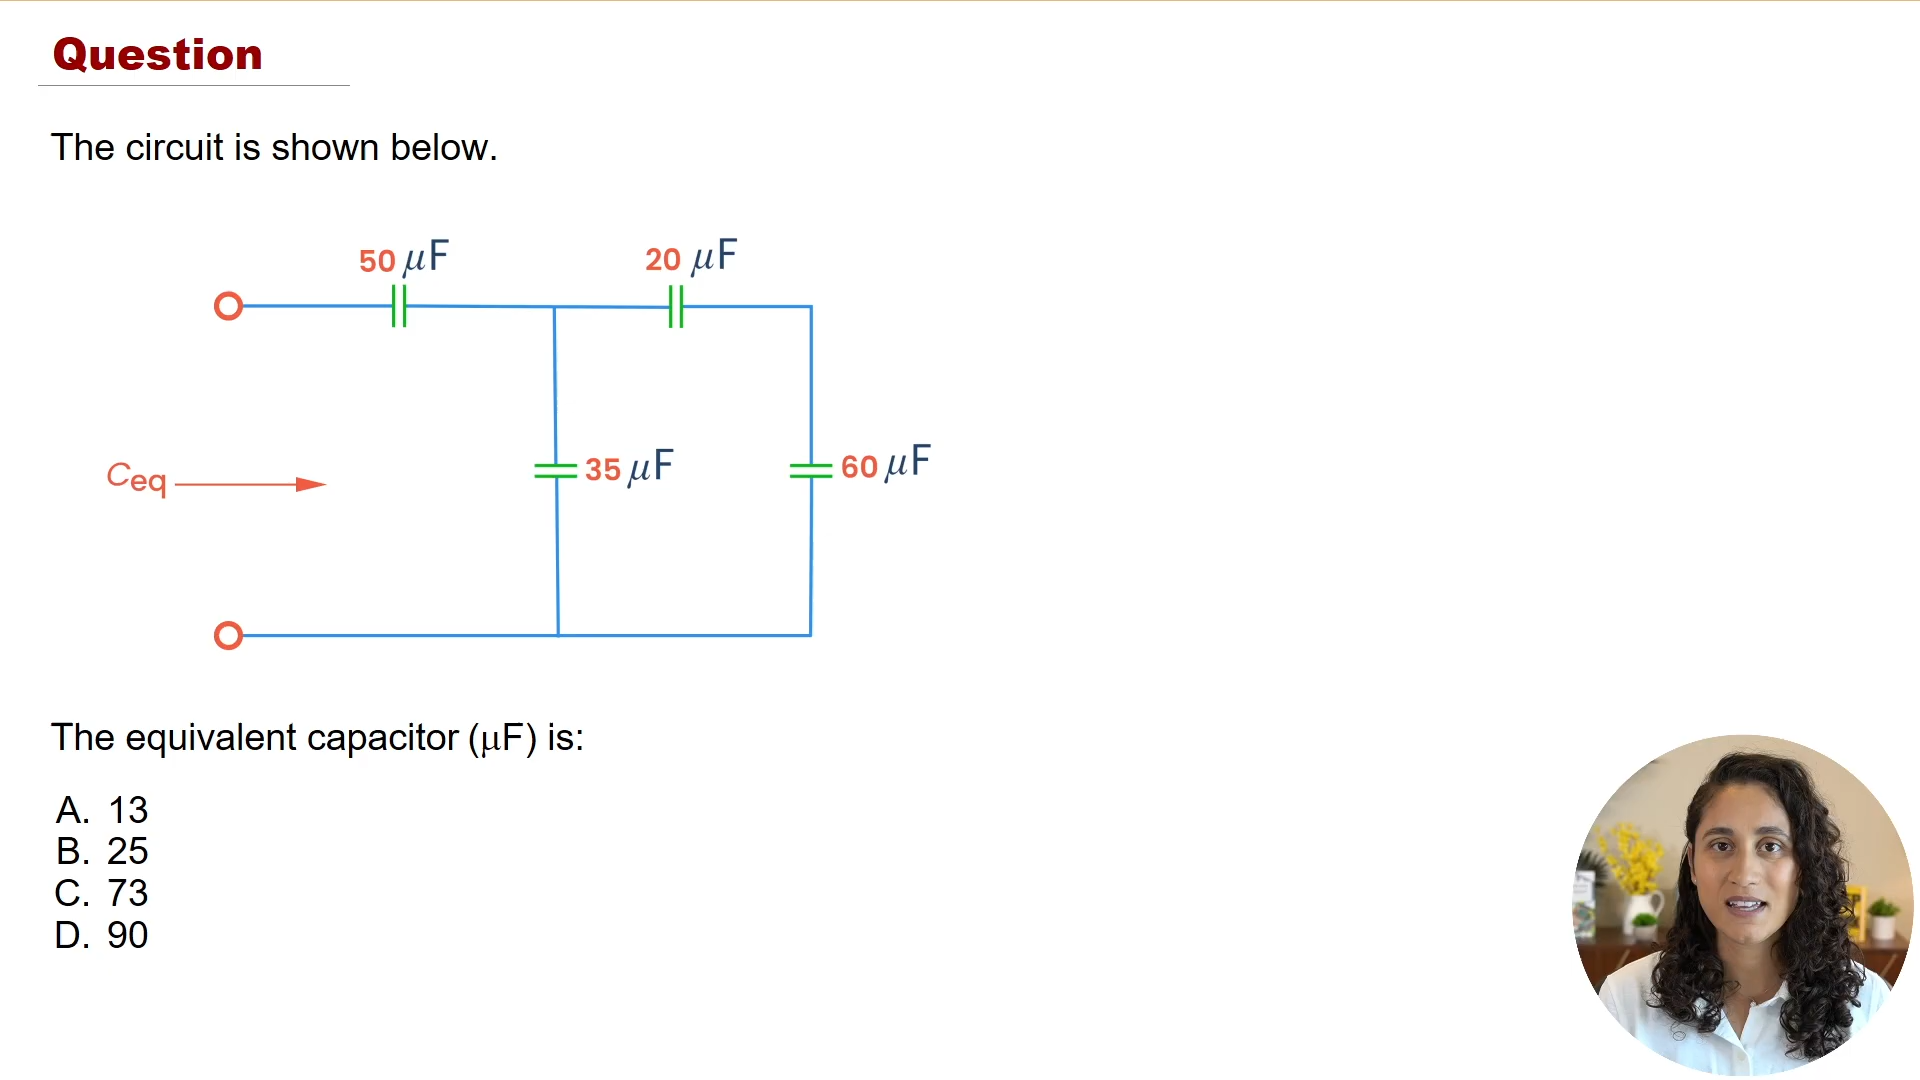 Question
The circuit is shown below.
50 μF
20 μF
35 μF
60 μF
Ceq
The equivalent capacitor (μF) is:
A. 13
B. 25
C. 73
D. 90